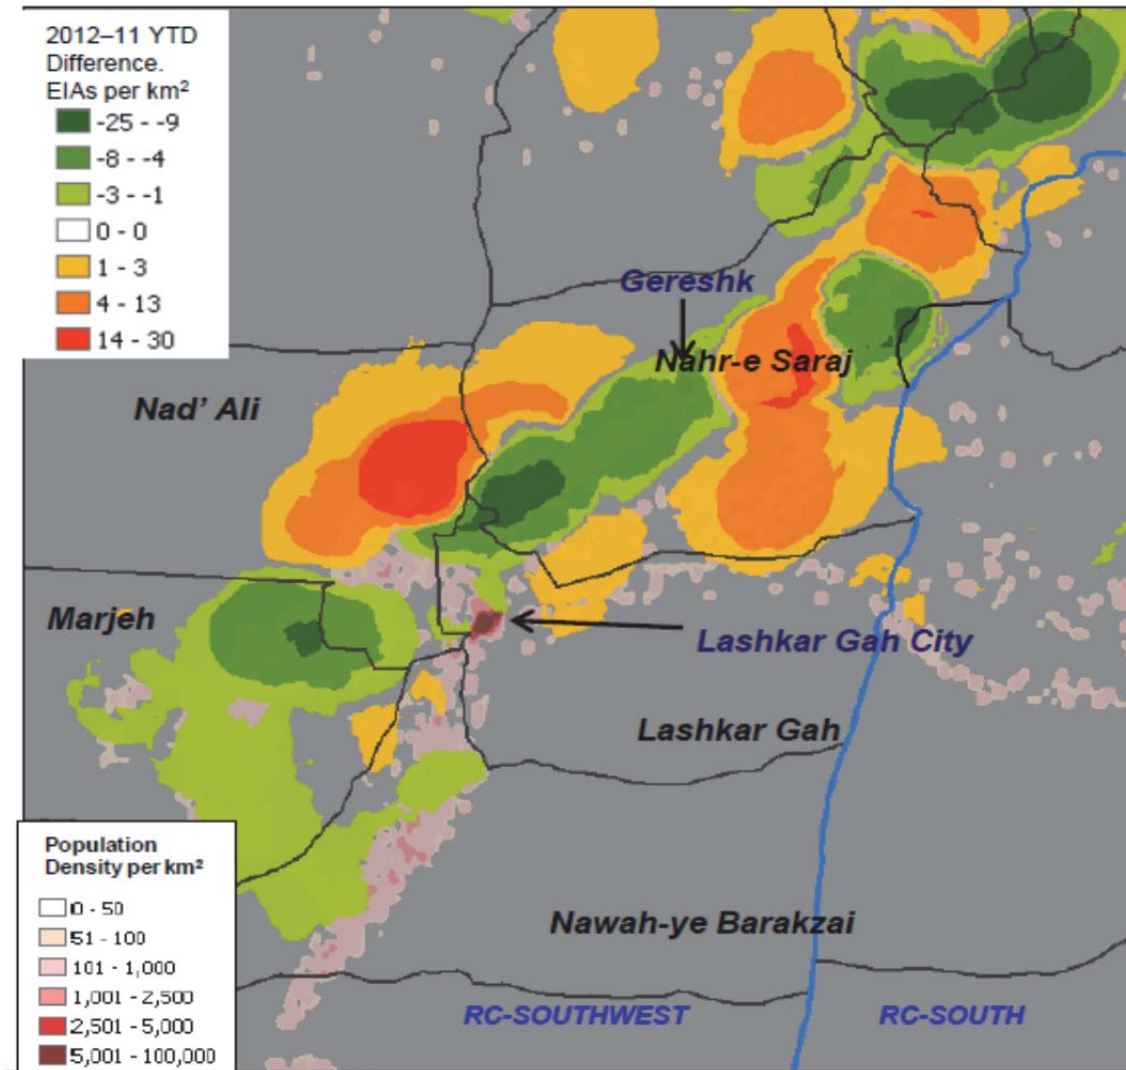 2012–11 YTD
Difference.
EIAs per km²
-25 - -9
-8 - -4
-3 - -1
0 - 0
1 - 3
4 - 13
14 - 30
Gereshk
Nahr-e Saraj
Nad' Ali
Marjeh
Lashkar Gah City
Lashkar Gah
Nawah-ye Barakzai
RC-SOUTHWEST
RC-SOUTH
Population
Density per km²
0 - 50
51 - 100
101 - 1,000
1,001 - 2,500
2,501 - 5,000
5,001 - 100,000